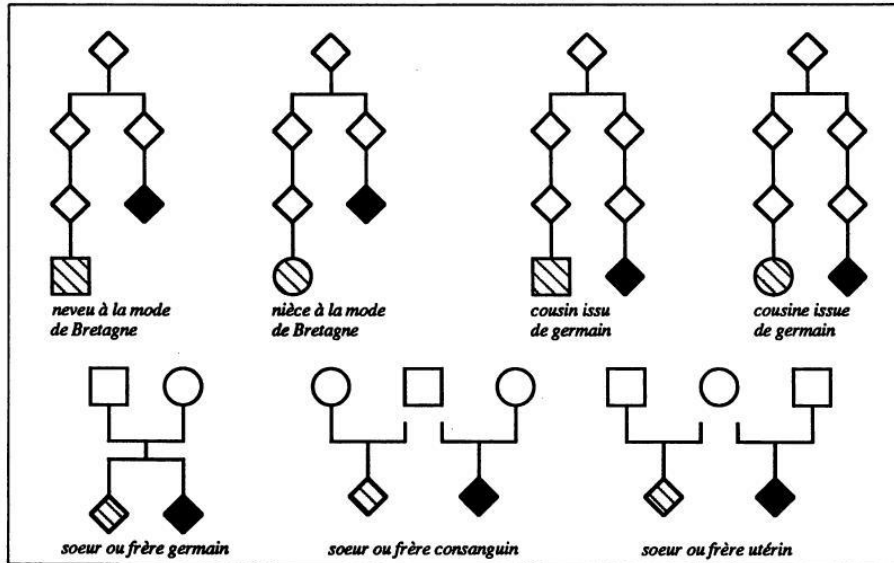 neveu à la mode
de Bretagne
nièce à la mode
de Bretagne
cousin issu
de germain
cousine issue
de germain
soeur ou frère germain
soeur ou frère consanguin
soeur ou frère utérin